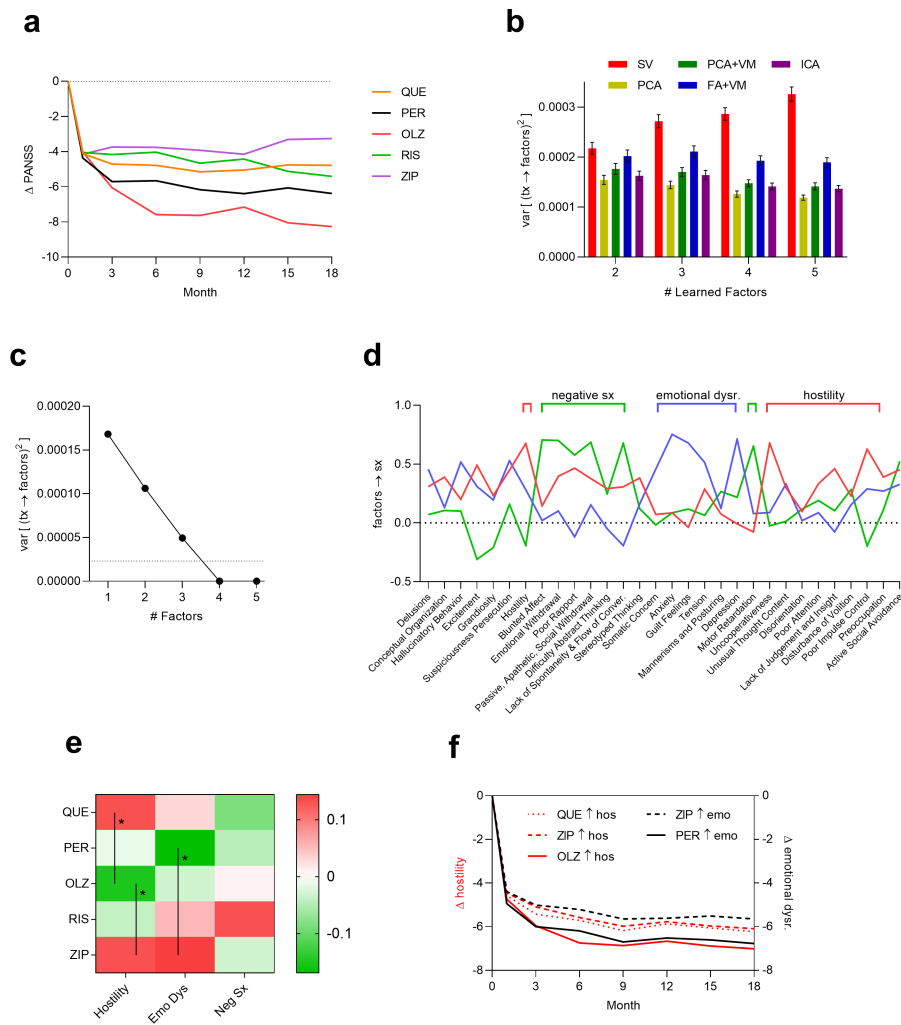 a
0
-2
-4
-6
-8
-10
Δ PANSS
0
3
6
9
12
15
18
Month
QUE
PER
OLZ
RIS
ZIP
b
SV
PCA+VM
ICA
PCA
FA+VM
0.0003
0.0002
0.0001
0.0000
var [ (tx → factors)² ]
2
3
4
5
# Learned Factors
c
0.00020
0.00015
0.00010
0.00005
0.00000
var [ (tx → factors)² ]
1
2
3
4
5
# Factors
d
negative sx
emotional dysr.
hostility
1.0
0.5
0.0
-0.5
factors → sx
Delusions
Conceptual Organization
Hallucinatory Behavior
Excitement
Grandiosity
Suspiciousness Persecution
Hostility
Blunted Affect
Emotional Withdrawal
Poor Rapport
Passive, Apathetic, Social Withdrawal
Difficulty Abstract Thinking
Lack of Spontaneity & Flow of Conver.
Stereotyped Thinking
Somatic Concern
Anxiety
Guilt Feelings
Tension
Mannerisms and Posturing
Depression
Motor Retardation
Uncooperativeness
Unusual Thought Content
Disorientation
Poor Attention
Lack of Judgement and Insight
Disturbance of Volition
Poor Impulse Control
Preoccupation
Active Social Avoidance
e
QUE
PER
OLZ
RIS
ZIP
*
*
*
Hostility
Emo Dys
Neg Sx
0.1
0
-0.1
f
0
-2
-4
-6
-8
Δ hostility
QUE ↑ hos
ZIP ↑ emo
ZIP ↑ hos
PER ↑ emo
OLZ ↑ hos
0
-2
-4
-6
-8
Δ emotional dysr.
0
3
6
9
12
15
18
Month